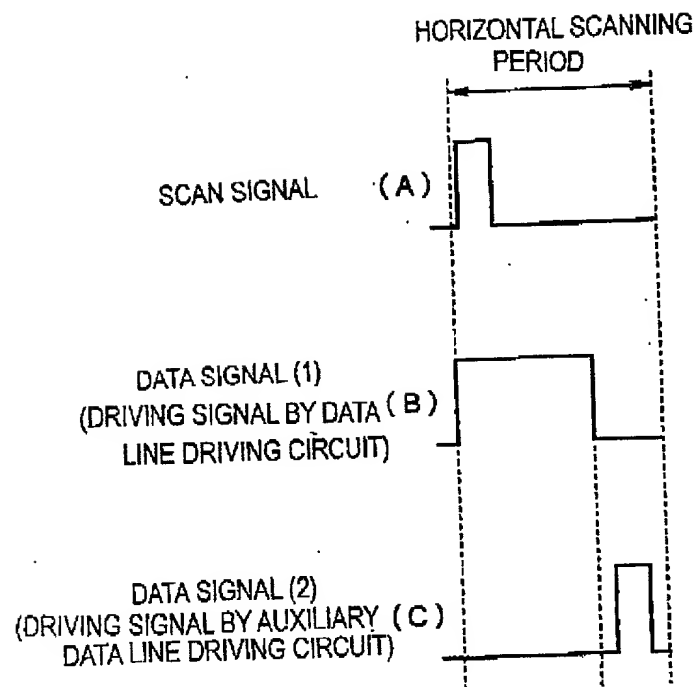 HORIZONTAL SCANNING
PERIOD
SCAN SIGNAL (A)
DATA SIGNAL (1)
(DRIVING SIGNAL BY DATA (B)
LINE DRIVING CIRCUIT)
DATA SIGNAL (2)
(DRIVING SIGNAL BY AUXILIARY (C)
DATA LINE DRIVING CIRCUIT)